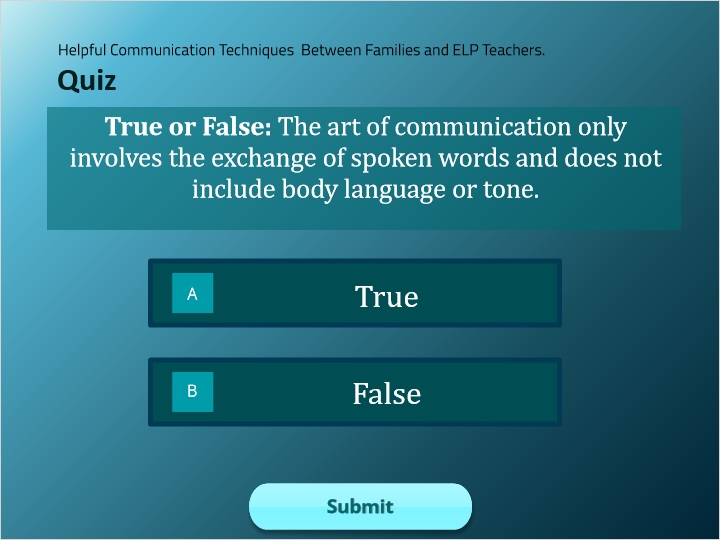 Helpful Communication Techniques  Between Families and ELP Teachers.
Quiz
True or False: The art of communication only
involves the exchange of spoken words and does not
include body language or tone.
A
True
B
False
Submit